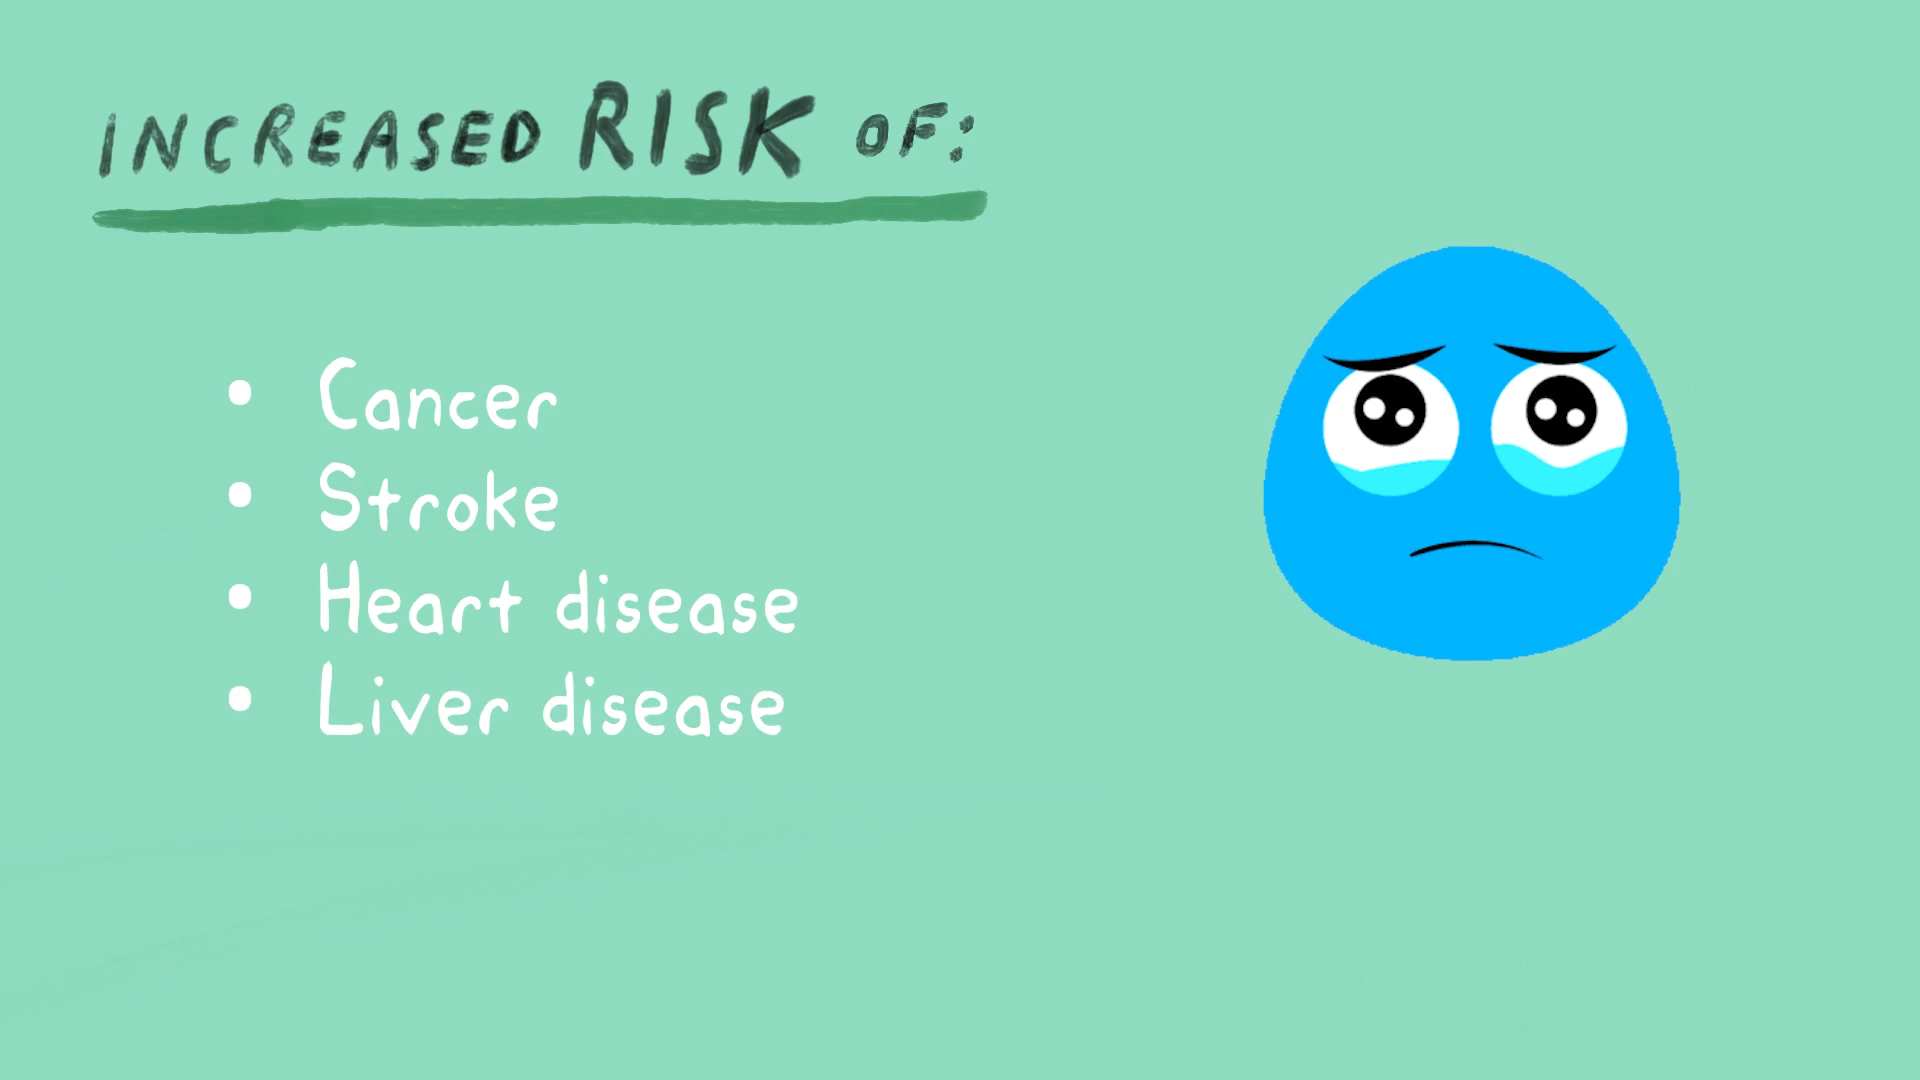 INCREASED RISK OF:
• Cancer
• Stroke
• Heart disease
• Liver disease